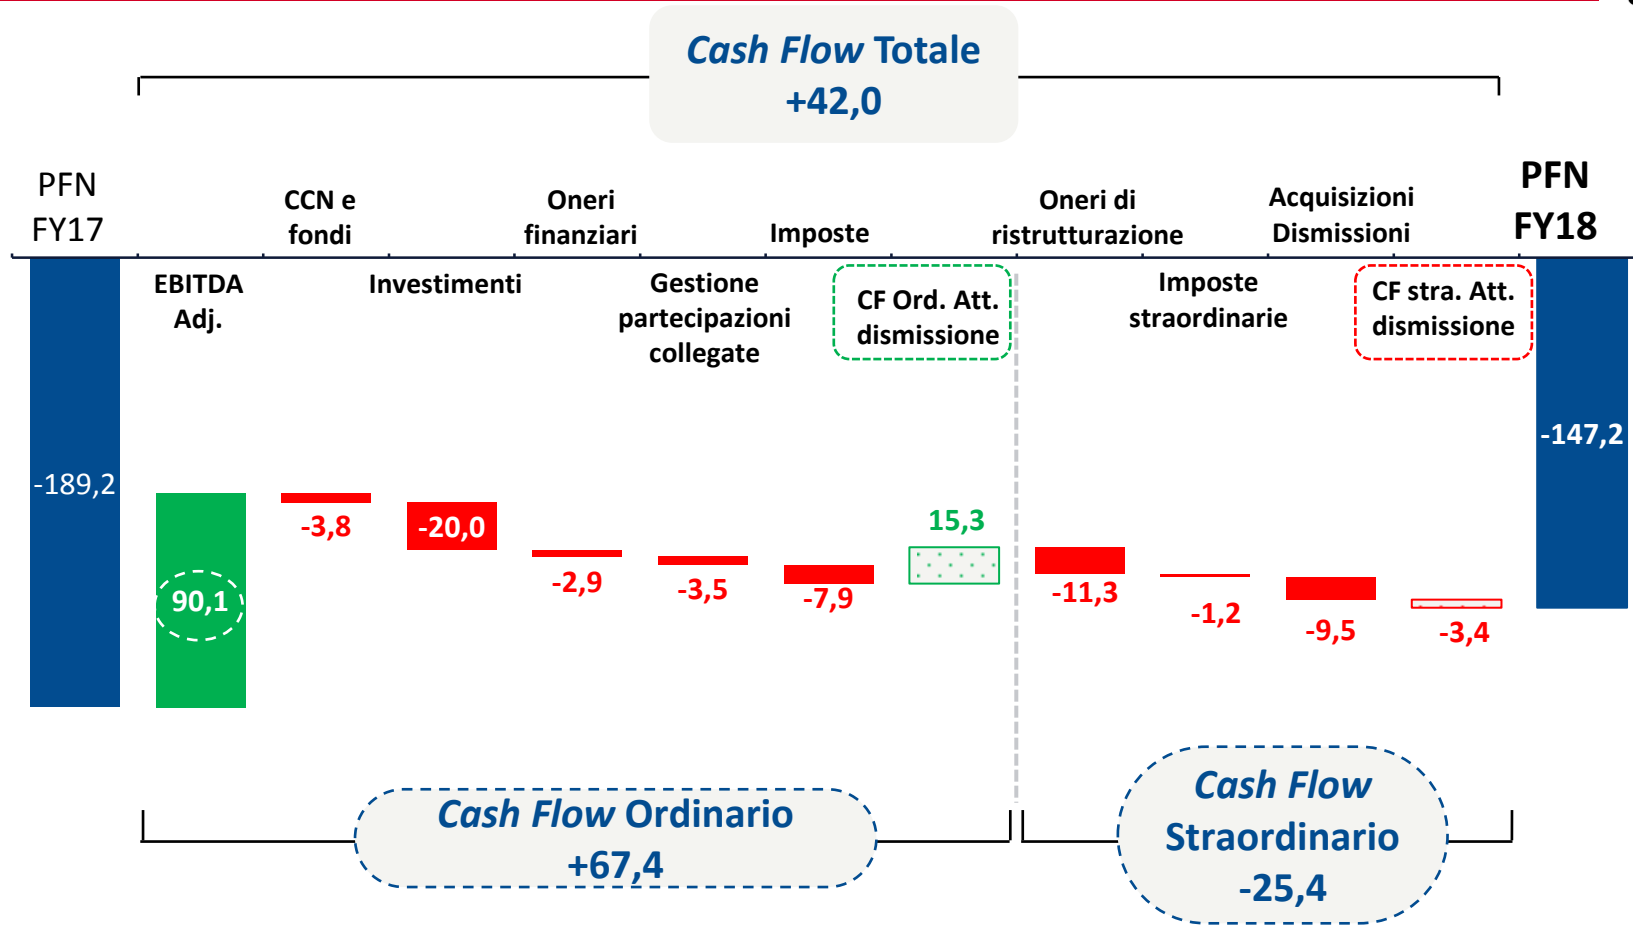 Cash Flow Totale
+42,0
PFN
FY17
CCN e
fondi
Oneri
finanziari
Imposte
Oneri di
ristrutturazione
Acquisizioni
Dismissioni
PFN
FY18
EBITDA
Adj.
Investimenti
Gestione
partecipazioni
collegate
CF Ord. Att.
dismissione
Imposte
straordinarie
CF stra. Att.
dismissione
-189,2
90,1
-3,8
-20,0
-2,9
-3,5
-7,9
15,3
-11,3
-1,2
-9,5
-3,4
-147,2
Cash Flow Ordinario
+67,4
Cash Flow
Straordinario
-25,4